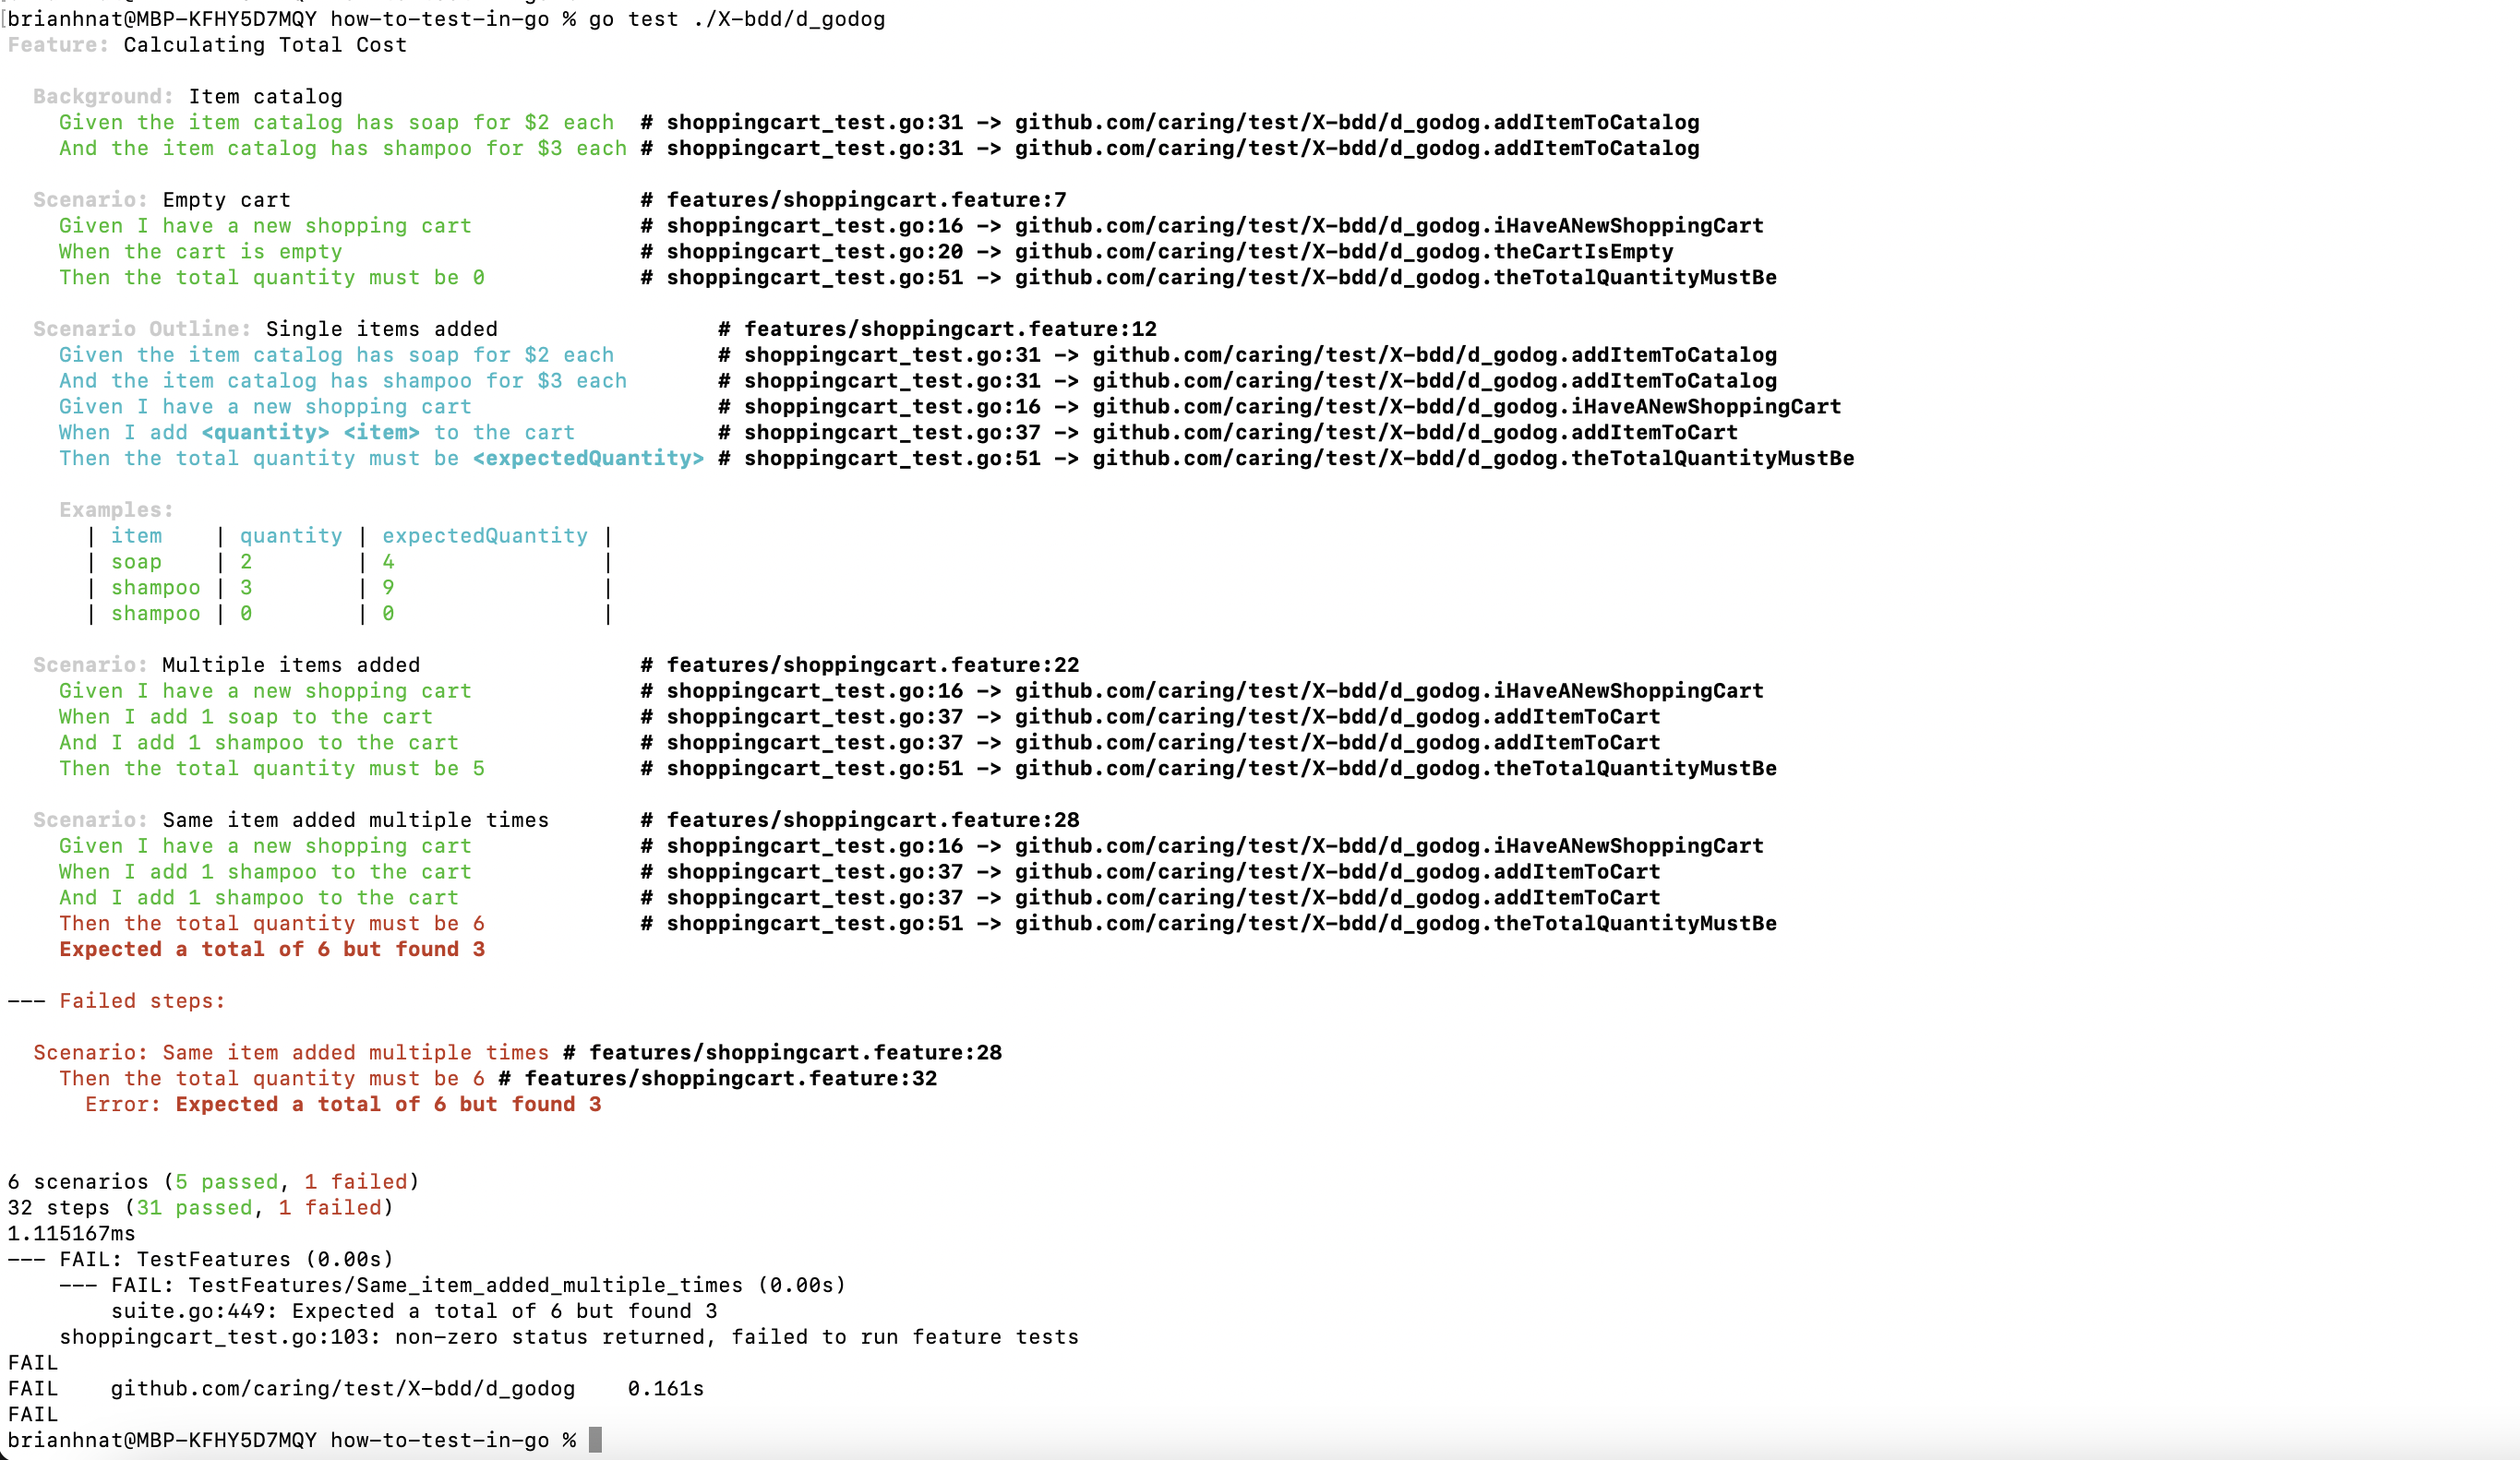 brianhnat@MBP-KFHY5D7MQY how-to-test-in-go % go test ./X-bdd/d_godog
Feature: Calculating Total Cost
Background: Item catalog
Given the item catalog has soap for $2 each # shoppingcart_test.go:31 -> github.com/caring/test/X-bdd/d_godog.addItemToCatalog
And the item catalog has shampoo for $3 each # shoppingcart_test.go:31 -> github.com/caring/test/X-bdd/d_godog.addItemToCatalog
Scenario: Empty cart # features/shoppingcart.feature:7
Given I have a new shopping cart # shoppingcart_test.go:16 -> github.com/caring/test/X-bdd/d_godog.iHaveANewShoppingCart
When the cart is empty # shoppingcart_test.go:20 -> github.com/caring/test/X-bdd/d_godog.theCartIsEmpty
Then the total quantity must be 0 # shoppingcart_test.go:51 -> github.com/caring/test/X-bdd/d_godog.theTotalQuantityMustBe
Scenario Outline: Single items added # features/shoppingcart.feature:12
Given the item catalog has soap for $2 each # shoppingcart_test.go:31 -> github.com/caring/test/X-bdd/d_godog.addItemToCatalog
And the item catalog has shampoo for $3 each # shoppingcart_test.go:31 -> github.com/caring/test/X-bdd/d_godog.addItemToCatalog
Given I have a new shopping cart # shoppingcart_test.go:16 -> github.com/caring/test/X-bdd/d_godog.iHaveANewShoppingCart
When I add <quantity> <item> to the cart # shoppingcart_test.go:37 -> github.com/caring/test/X-bdd/d_godog.addItemToCart
Then the total quantity must be <expectedQuantity> # shoppingcart_test.go:51 -> github.com/caring/test/X-bdd/d_godog.theTotalQuantityMustBe
Examples:
| item | quantity | expectedQuantity |
| soap | 2 | 4 |
| shampoo | 3 | 9 |
| shampoo | 0 | 0 |
Scenario: Multiple items added # features/shoppingcart.feature:22
Given I have a new shopping cart # shoppingcart_test.go:16 -> github.com/caring/test/X-bdd/d_godog.iHaveANewShoppingCart
When I add 1 soap to the cart # shoppingcart_test.go:37 -> github.com/caring/test/X-bdd/d_godog.addItemToCart
And I add 1 shampoo to the cart # shoppingcart_test.go:37 -> github.com/caring/test/X-bdd/d_godog.addItemToCart
Then the total quantity must be 5 # shoppingcart_test.go:51 -> github.com/caring/test/X-bdd/d_godog.theTotalQuantityMustBe
Scenario: Same item added multiple times # features/shoppingcart.feature:28
Given I have a new shopping cart # shoppingcart_test.go:16 -> github.com/caring/test/X-bdd/d_godog.iHaveANewShoppingCart
When I add 1 shampoo to the cart # shoppingcart_test.go:37 -> github.com/caring/test/X-bdd/d_godog.addItemToCart
And I add 1 shampoo to the cart # shoppingcart_test.go:37 -> github.com/caring/test/X-bdd/d_godog.addItemToCart
Then the total quantity must be 6 # shoppingcart_test.go:51 -> github.com/caring/test/X-bdd/d_godog.theTotalQuantityMustBe
Expected a total of 6 but found 3
--- Failed steps:
Scenario: Same item added multiple times # features/shoppingcart.feature:28
Then the total quantity must be 6 # features/shoppingcart.feature:32
Error: Expected a total of 6 but found 3
6 scenarios (5 passed, 1 failed)
32 steps (31 passed, 1 failed)
1.115167ms
--- FAIL: TestFeatures (0.00s)
--- FAIL: TestFeatures/Same_item_added_multiple_times (0.00s)
suite.go:449: Expected a total of 6 but found 3
shoppingcart_test.go:103: non-zero status returned, failed to run feature tests
FAIL
FAIL github.com/caring/test/X-bdd/d_godog 0.161s
FAIL
brianhnat@MBP-KFHY5D7MQY how-to-test-in-go %